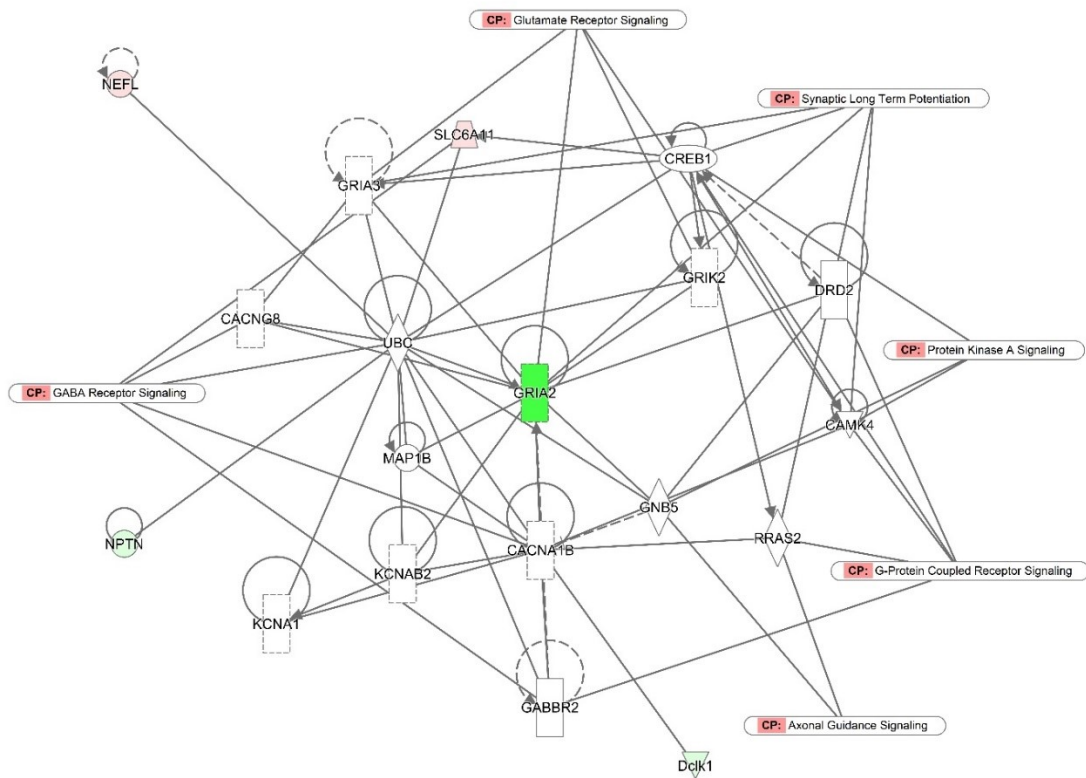 CP: Glutamate Receptor Signaling
NEFL
CP: Synaptic Long Term Potentiation
SLC6A11
CREB1
GRIA3
GRIK2
DRD2
CACNG8
UBC
CP: Protein Kinase A Signaling
CP: GABA Receptor Signaling
GRIA2
CAMK4
MAP1B
GNB5
NPTN
RRAS2
CACNA1B
KCNAB2
CP: G-Protein Coupled Receptor Signaling
KCNA1
GABBR2
CP: Axonal Guidance Signaling
Dclk1